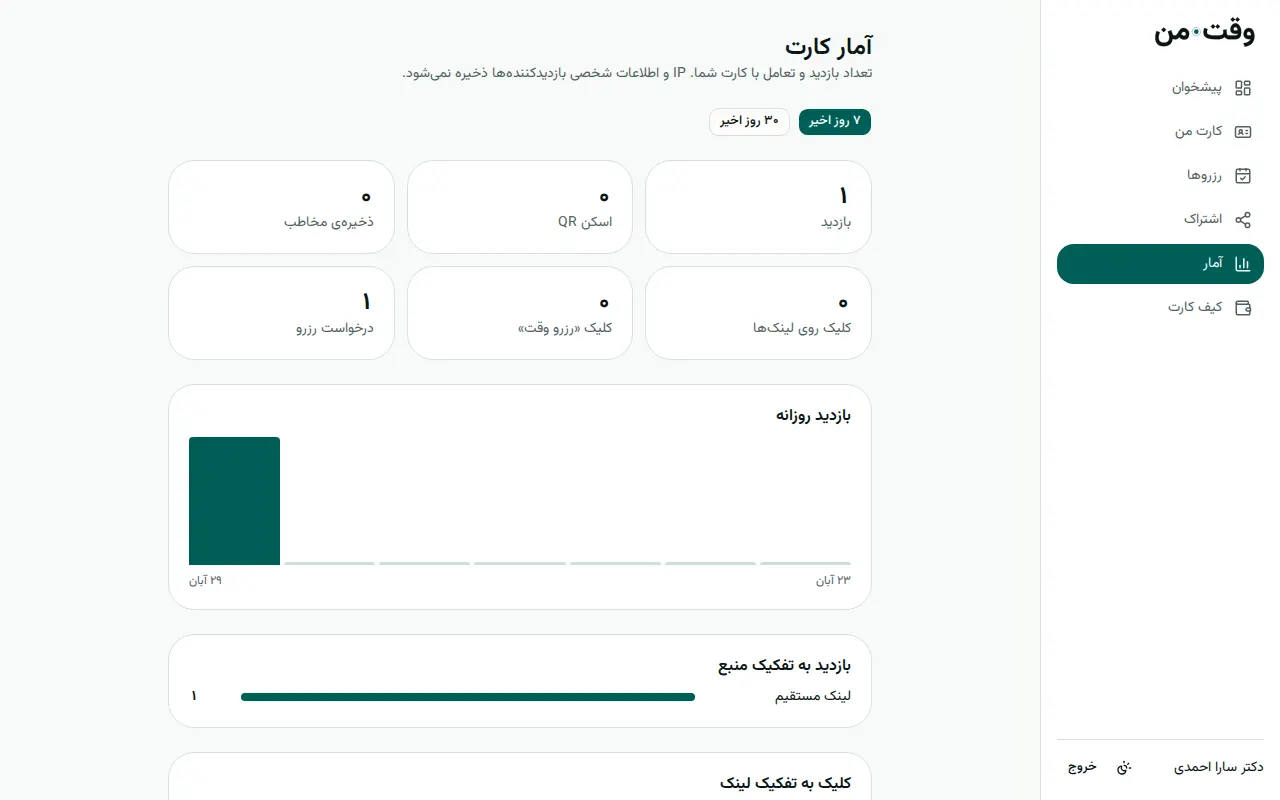 وقت·من
پیشخوان
کارت من
رزروها
اشتراک
آمار
کیف کارت
دکتر سارا احمدی
خروج
آمار کارت
تعداد بازدید و تعامل با کارت شما. IP و اطلاعات شخصی بازدیدکننده‌ها ذخیره نمی‌شود.
۷ روز اخیر
۳۰ روز اخیر
۱
بازدید
۰
اسکن QR
۰
ذخیره‌ی مخاطب
۰
کلیک روی لینک‌ها
۰
کلیک «رزرو وقت»
۱
درخواست رزرو
بازدید روزانه
۲۳ آبان
۲۹ آبان
بازدید به تفکیک منبع
لینک مستقیم
۱
کلیک به تفکیک لینک